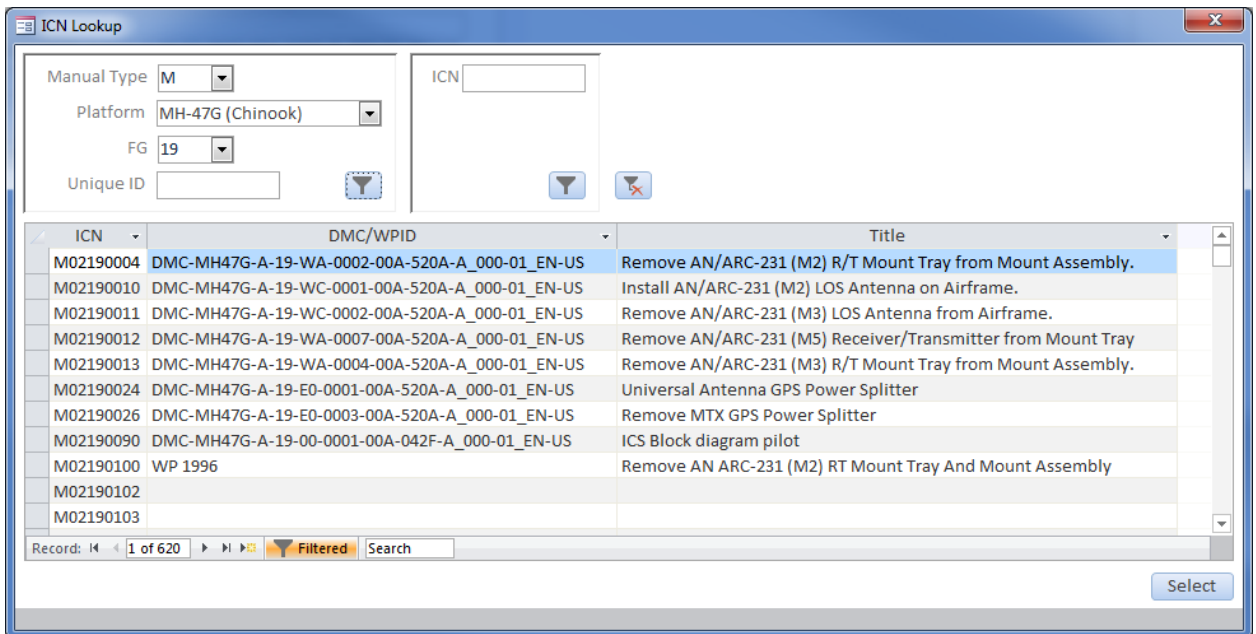 ICN Lookup
Manual Type M
Platform MH-47G (Chinook)
FG 19
Unique ID
ICN
ICN DMC/WPID Title
M02190004 DMC-MH47G-A-19-WA-0002-00A-520A-A_000-01_EN-US Remove AN/ARC-231 (M2) R/T Mount Tray from Mount Assembly.
M02190010 DMC-MH47G-A-19-WC-0001-00A-520A-A_000-01_EN-US Install AN/ARC-231 (M2) LOS Antenna on Airframe.
M02190011 DMC-MH47G-A-19-WC-0002-00A-520A-A_000-01_EN-US Remove AN/ARC-231 (M3) LOS Antenna from Airframe.
M02190012 DMC-MH47G-A-19-WA-0007-00A-520A-A_000-01_EN-US Remove AN/ARC-231 (M5) Receiver/Transmitter from Mount Tray
M02190013 DMC-MH47G-A-19-WA-0004-00A-520A-A_000-01_EN-US Remove AN/ARC-231 (M3) R/T Mount Tray from Mount Assembly.
M02190024 DMC-MH47G-A-19-E0-0001-00A-520A-A_000-01_EN-US Universal Antenna GPS Power Splitter
M02190026 DMC-MH47G-A-19-E0-0003-00A-520A-A_000-01_EN-US Remove MTX GPS Power Splitter
M02190090 DMC-MH47G-A-19-00-0001-00A-042F-A_000-01_EN-US ICS Block diagram pilot
M02190100 WP 1996 Remove AN ARC-231 (M2) RT Mount Tray And Mount Assembly
M02190102
M02190103
Record: 1 of 620 Filtered Search
Select